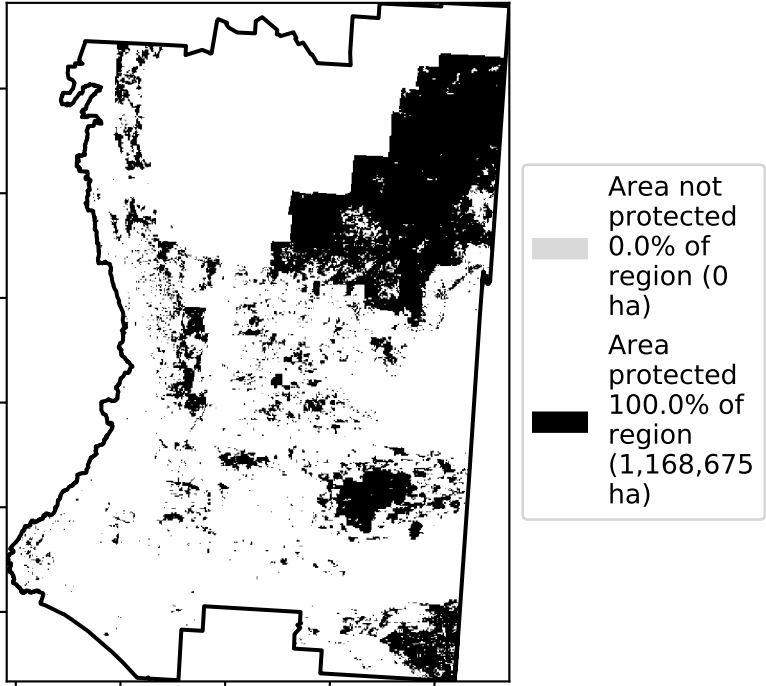 Area not
protected
0.0% of
region (0
ha)
Area
protected
100.0% of
region
(1,168,675
ha)